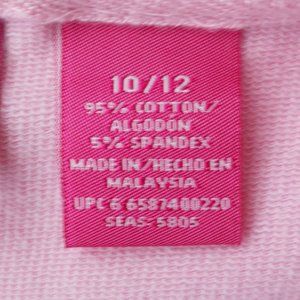 10/12
95% COTTON/
ALGODÓN
5% SPANDEX
MADE IN/HECHO EN
MALAYSIA
UPC 6 6587400220
SEAS: 5805